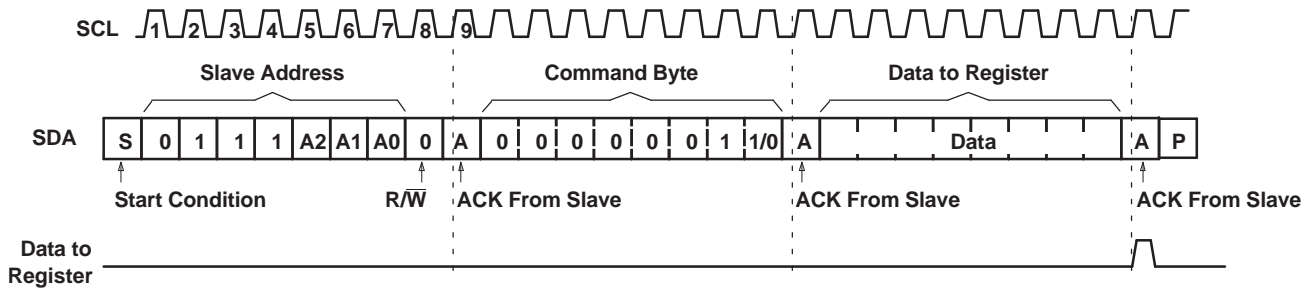 SCL 1 2 3 4 5 6 7 8 9
Slave Address Command Byte Data to Register
SDA S 0 1 1 1 A2 A1 A0 0 A 0 0 0 0 0 0 1 1/0 A Data A P
Start Condition R/W̅ ACK From Slave ACK From Slave ACK From Slave
Data to
Register